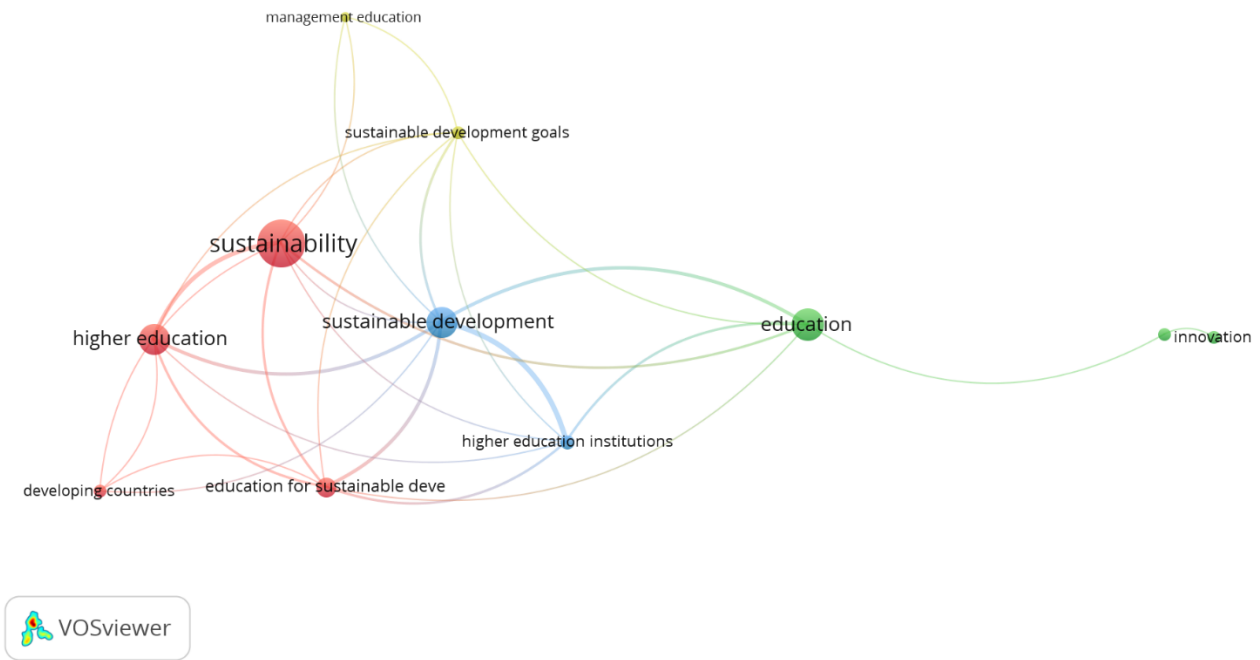 management education
sustainable development goals
sustainability
sustainable development
education
higher education
innovation
higher education institutions
developing countries
education for sustainable deve
VOSviewer